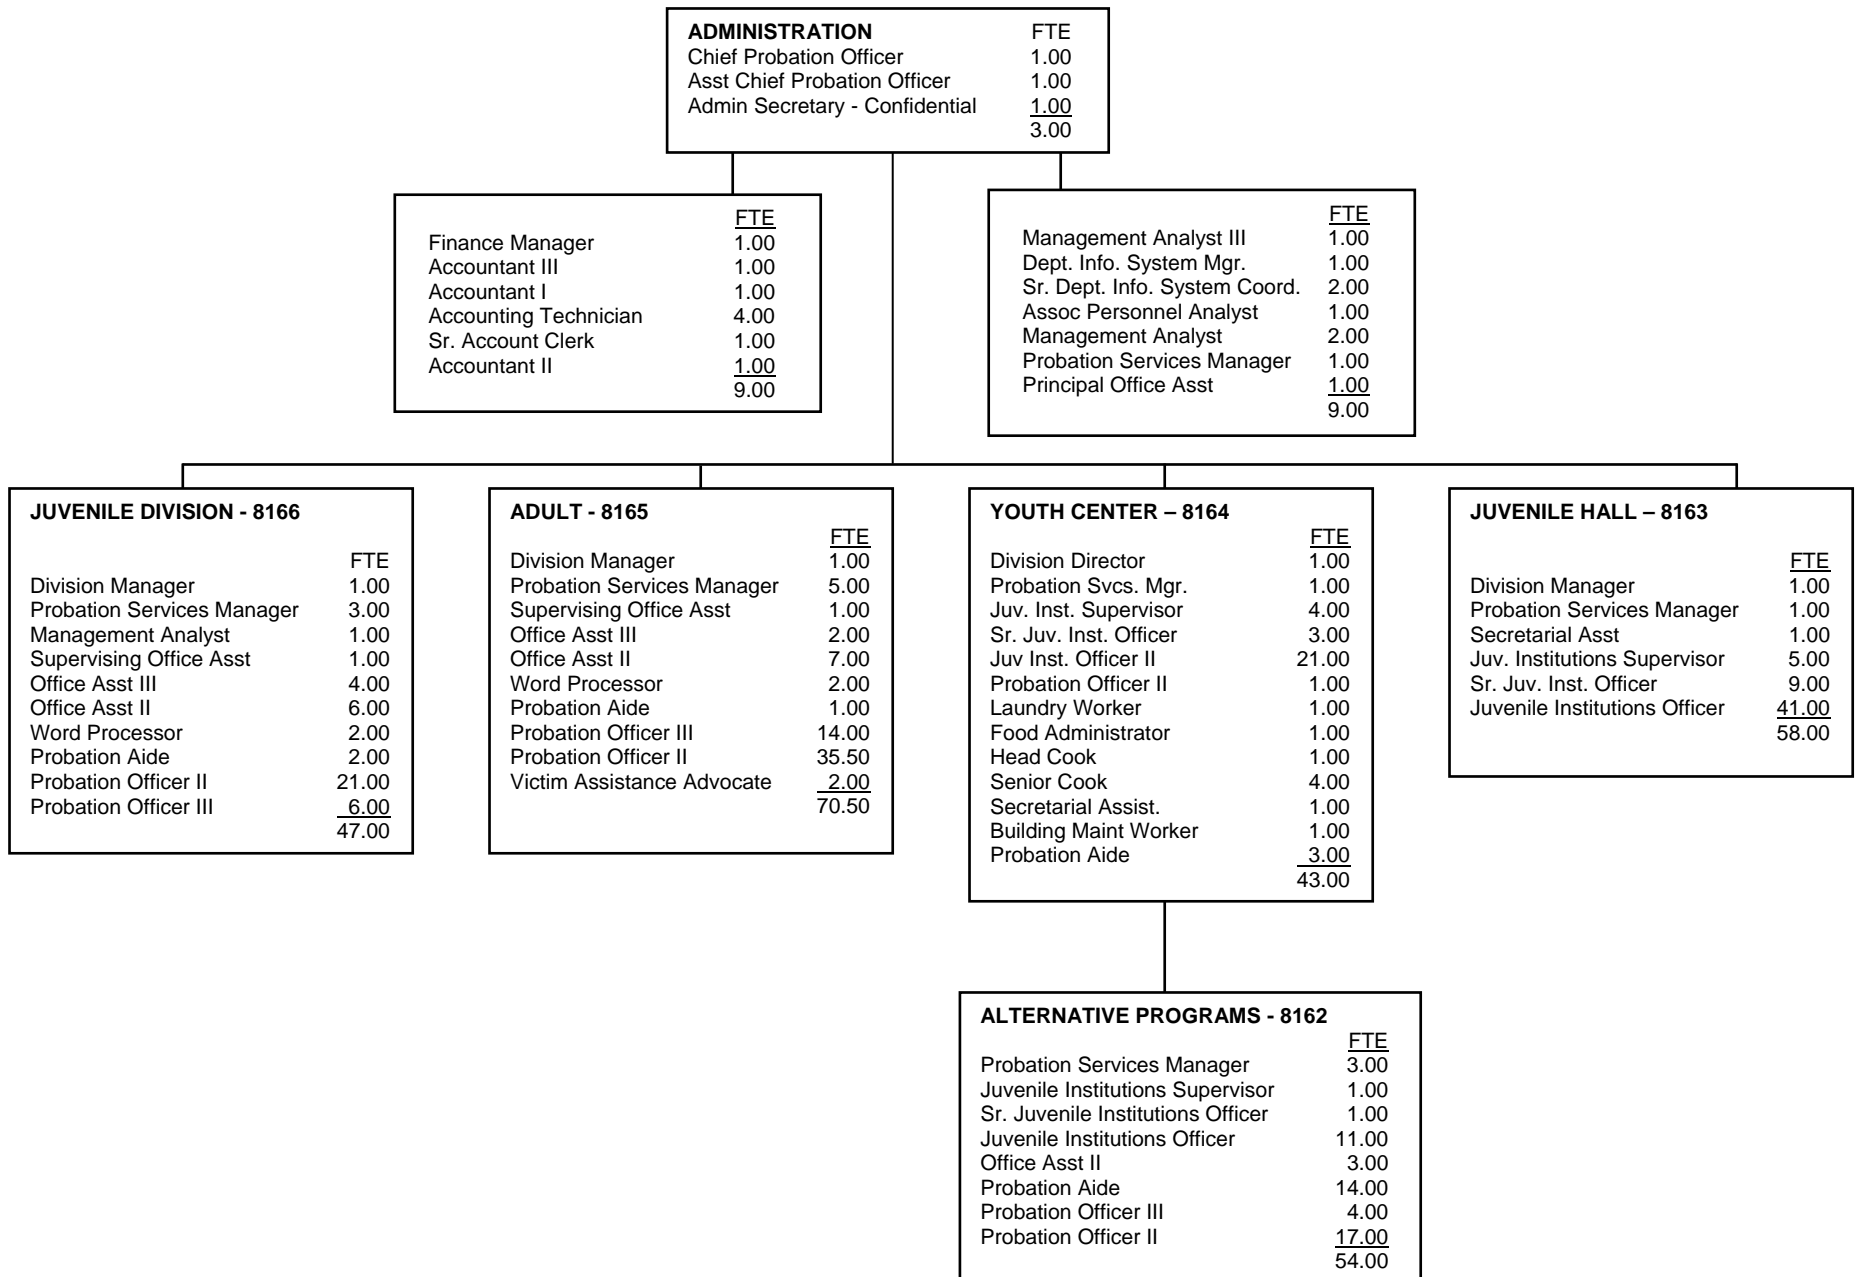 ADMINISTRATION FTE
Chief Probation Officer 1.00
Asst Chief Probation Officer 1.00
Admin Secretary - Confidential 1.00
3.00
FTE
Finance Manager 1.00
Accountant III 1.00
Accountant I 1.00
Accounting Technician 4.00
Sr. Account Clerk 1.00
Accountant II 1.00
9.00
FTE
Management Analyst III 1.00
Dept. Info. System Mgr. 1.00
Sr. Dept. Info. System Coord. 2.00
Assoc Personnel Analyst 1.00
Management Analyst 2.00
Probation Services Manager 1.00
Principal Office Asst 1.00
9.00
JUVENILE DIVISION - 8166
FTE
Division Manager 1.00
Probation Services Manager 3.00
Management Analyst 1.00
Supervising Office Asst 1.00
Office Asst III 4.00
Office Asst II 6.00
Word Processor 2.00
Probation Aide 2.00
Probation Officer II 21.00
Probation Officer III 6.00
47.00
ADULT - 8165
FTE
Division Manager 1.00
Probation Services Manager 5.00
Supervising Office Asst 1.00
Office Asst III 2.00
Office Asst II 7.00
Word Processor 2.00
Probation Aide 1.00
Probation Officer III 14.00
Probation Officer II 35.50
Victim Assistance Advocate 2.00
70.50
YOUTH CENTER – 8164
FTE
Division Director 1.00
Probation Svcs. Mgr. 1.00
Juv. Inst. Supervisor 4.00
Sr. Juv. Inst. Officer 3.00
Juv Inst. Officer II 21.00
Probation Officer II 1.00
Laundry Worker 1.00
Food Administrator 1.00
Head Cook 1.00
Senior Cook 4.00
Secretarial Assist. 1.00
Building Maint Worker 1.00
Probation Aide 3.00
43.00
JUVENILE HALL – 8163
FTE
Division Manager 1.00
Probation Services Manager 1.00
Secretarial Asst 1.00
Juv. Institutions Supervisor 5.00
Sr. Juv. Inst. Officer 9.00
Juvenile Institutions Officer 41.00
58.00
ALTERNATIVE PROGRAMS - 8162
FTE
Probation Services Manager 3.00
Juvenile Institutions Supervisor 1.00
Sr. Juvenile Institutions Officer 1.00
Juvenile Institutions Officer 11.00
Office Asst II 3.00
Probation Aide 14.00
Probation Officer III 4.00
Probation Officer II 17.00
54.00